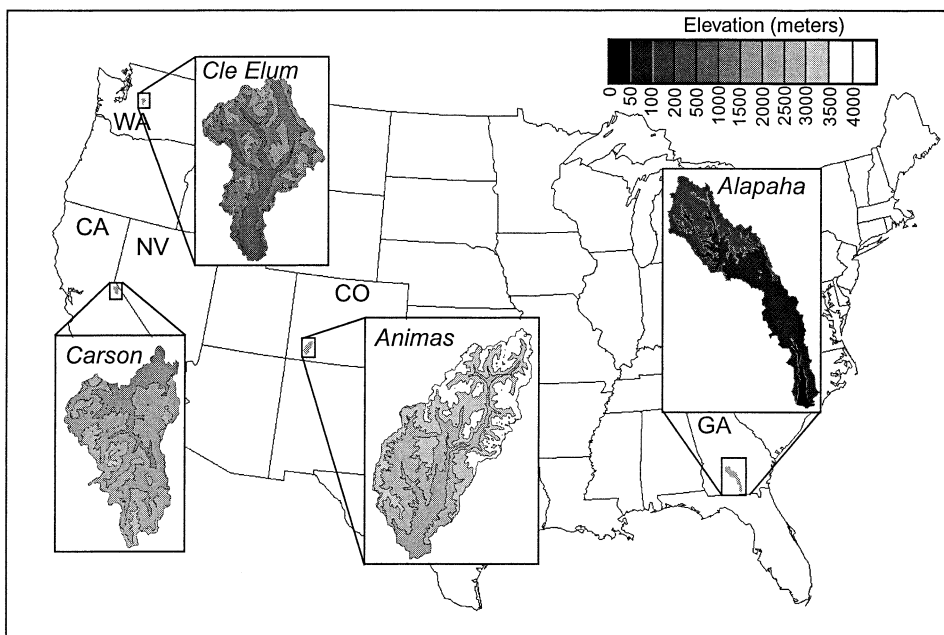 Elevation (meters)
0
50
100
200
500
1000
1500
2000
2500
3000
3500
4000
Cle Elum
WA
Alapaha
CA
NV
CO
Carson
Animas
GA